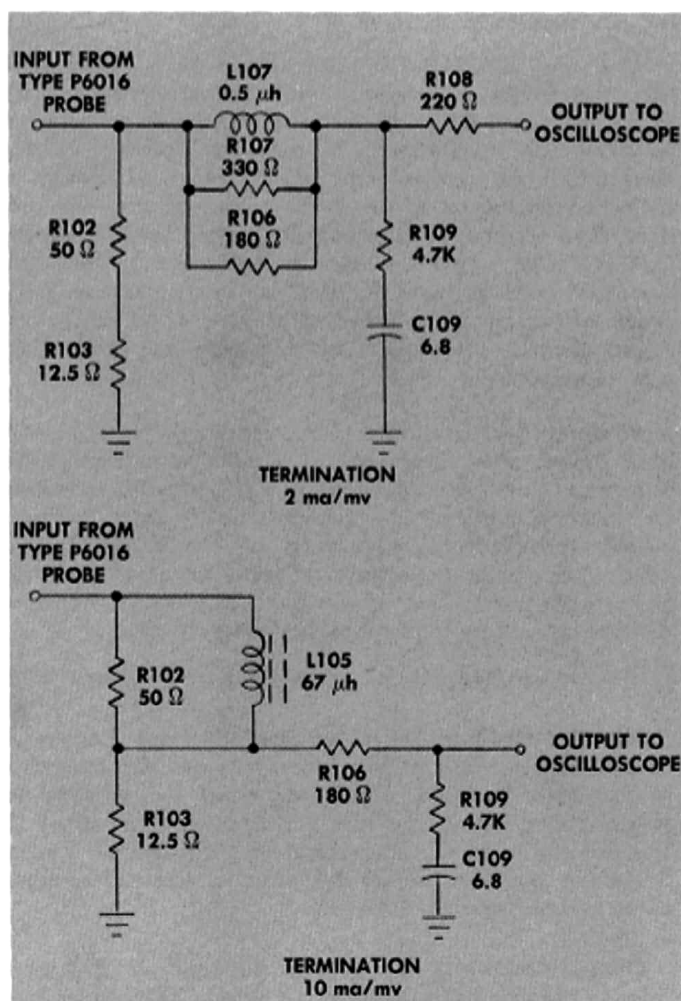 INPUT FROM
TYPE P6016
PROBE
L107
0.5 μh
R108
220 Ω
OUTPUT TO
OSCILLOSCOPE
R107
330 Ω
R106
180 Ω
R102
50 Ω
R109
4.7K
R103
12.5 Ω
C109
6.8
TERMINATION
2 ma/mv
INPUT FROM
TYPE P6016
PROBE
L105
67 μh
R102
50 Ω
OUTPUT TO
OSCILLOSCOPE
R106
180 Ω
R109
4.7K
R103
12.5 Ω
C109
6.8
TERMINATION
10 ma/mv